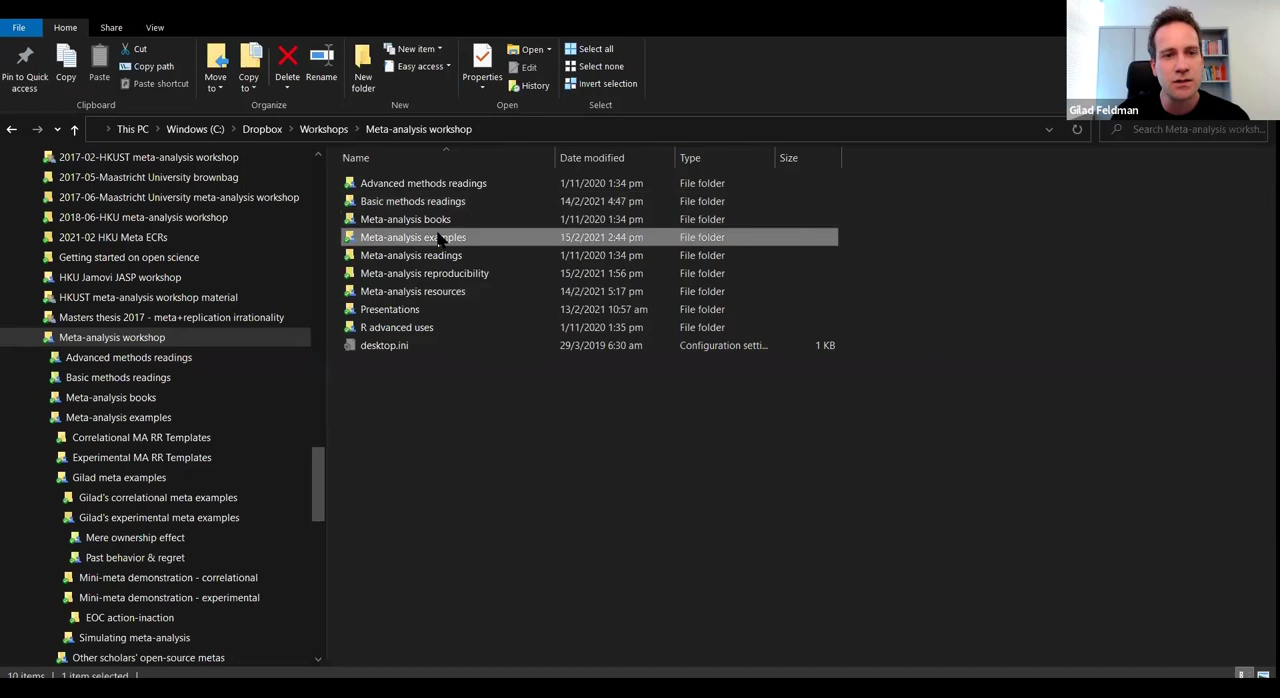 File Home Share View
Pin to Quick access
Copy
Paste
Cut
Copy path
Paste shortcut
Clipboard
Move to
Copy to
Delete
Rename
Organize
New folder
New item
Easy access
New
Properties
Open
Edit
History
Open
Select all
Select none
Invert selection
Select
Gilad Feldman
This PC > Windows (C:) > Dropbox > Workshops > Meta-analysis workshop
Search Meta-analysis worksh...
2017-02-HKUST meta-analysis workshop
2017-05-Maastricht University brownbag
2017-06-Maastricht University meta-analysis workshop
2018-06-HKU meta-analysis workshop
2021-02 HKU Meta ECRs
Getting started on open science
HKU Jamovi JASP workshop
HKUST meta-analysis workshop material
Masters thesis 2017 - meta+replication irrationality
Meta-analysis workshop
Advanced methods readings
Basic methods readings
Meta-analysis books
Meta-analysis examples
Correlational MA RR Templates
Experimental MA RR Templates
Gilad meta examples
Gilad's correlational meta examples
Gilad's experimental meta examples
Mere ownership effect
Past behavior & regret
Mini-meta demonstration - correlational
Mini-meta demonstration - experimental
EOC action-inaction
Simulating meta-analysis
Other scholars' open-source metas
Name Date modified Type Size
Advanced methods readings 1/11/2020 1:34 pm File folder
Basic methods readings 14/2/2021 4:47 pm File folder
Meta-analysis books 1/11/2020 1:34 pm File folder
Meta-analysis examples 15/2/2021 2:44 pm File folder
Meta-analysis readings 1/11/2020 1:34 pm File folder
Meta-analysis reproducibility 15/2/2021 1:56 pm File folder
Meta-analysis resources 14/2/2021 5:17 pm File folder
Presentations 13/2/2021 10:57 am File folder
R advanced uses 1/11/2020 1:35 pm File folder
desktop.ini 29/3/2019 6:30 am Configuration setti... 1 KB
10 items 1 item selected